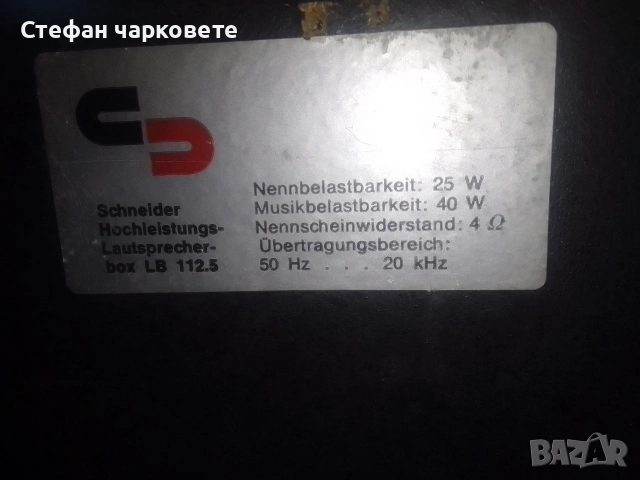 Стефан чарковете
Schneider
Hochleistungs-
Lautsprecher-
box LB 112.5
Nennbelastbarkeit: 25 W
Musikbelastbarkeit: 40 W
Nennscheinwiderstand: 4 Ω
Übertragungsbereich:
50 Hz . . . 20 kHz
BAZAR
bg